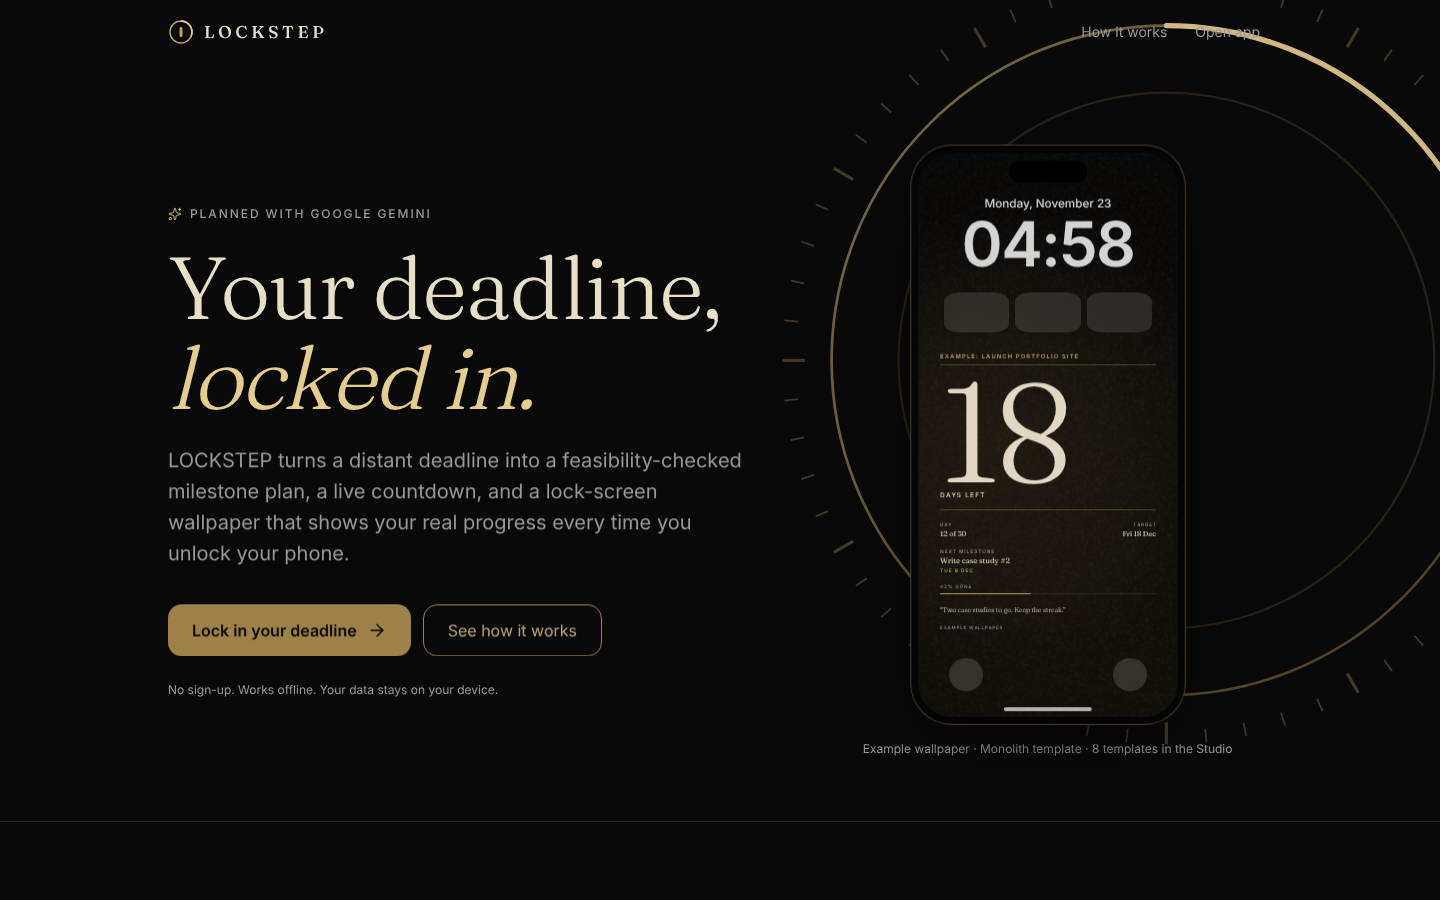 LOCKSTEP
How it works
Open app
PLANNED WITH GOOGLE GEMINI
Your deadline,
locked in.
LOCKSTEP turns a distant deadline into a feasibility-checked
milestone plan, a live countdown, and a lock-screen
wallpaper that shows your real progress every time you
unlock your phone.
Lock in your deadline
See how it works
No sign-up. Works offline. Your data stays on your device.
Monday, November 23
04:58
EXAMPLE: LAUNCH PORTFOLIO SITE
18
DAYS LEFT
DAY
TARGET
12 of 30
Fri 18 Dec
NEXT MILESTONE
Write case study #2
TUE 8 DEC
42% DONE
"Two case studies to go. Keep the streak."
EXAMPLE WALLPAPER
Example wallpaper · Monolith template · 8 templates in the Studio